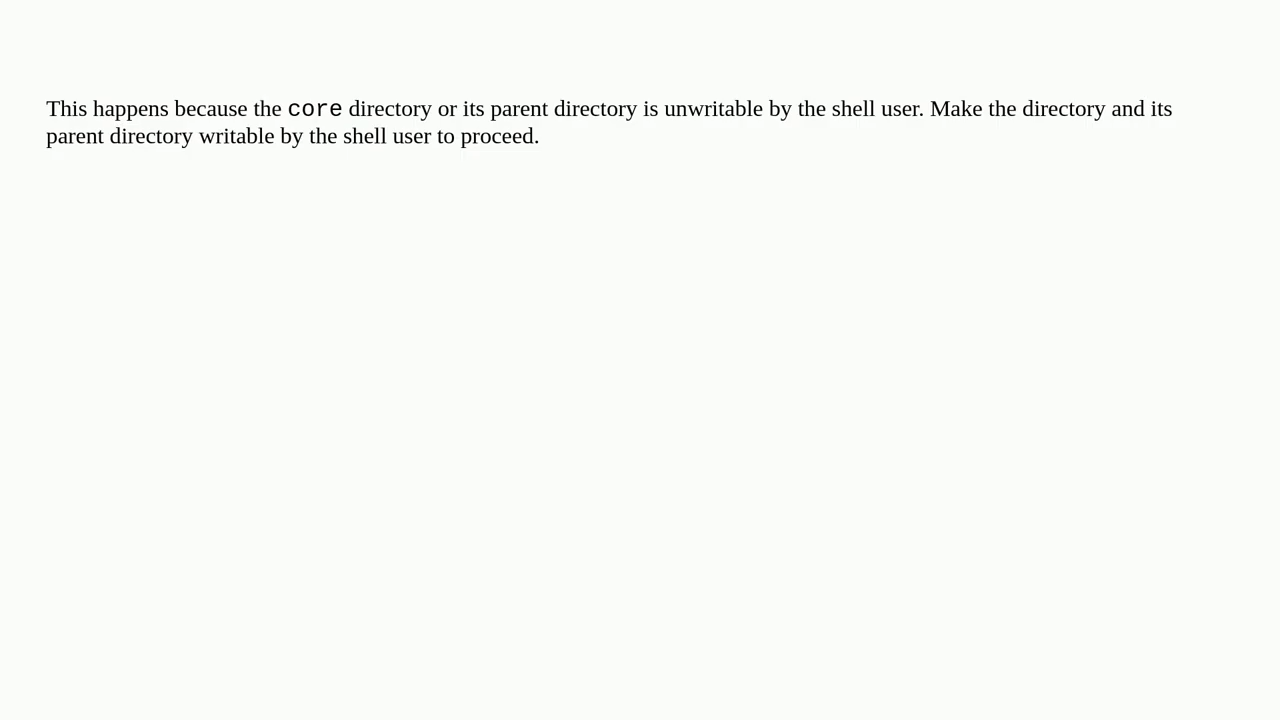 This happens because the core directory or its parent directory is unwritable by the shell user. Make the directory and its
parent directory writable by the shell user to proceed.